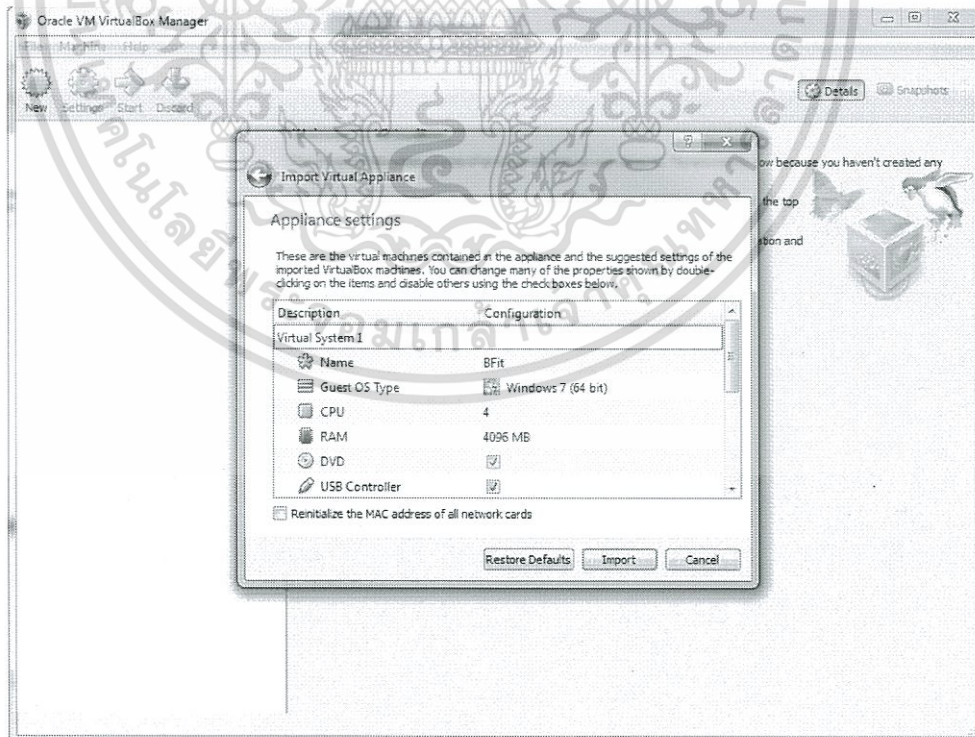 Oracle VM VirtualBox Manager
File Machine Help
New Settings Start Discard
Details Snapshots
Import Virtual Appliance
ow because you haven't created any
the top
ation and
Appliance settings
These are the virtual machines contained in the appliance and the suggested settings of the
imported VirtualBox machines. You can change many of the properties shown by double-
clicking on the items and disable others using the check boxes below.
Description Configuration
Virtual System 1
Name BFit
Guest OS Type Windows 7 (64 bit)
CPU 4
RAM 4096 MB
DVD
USB Controller
Reinitialize the MAC address of all network cards
Restore Defaults Import Cancel